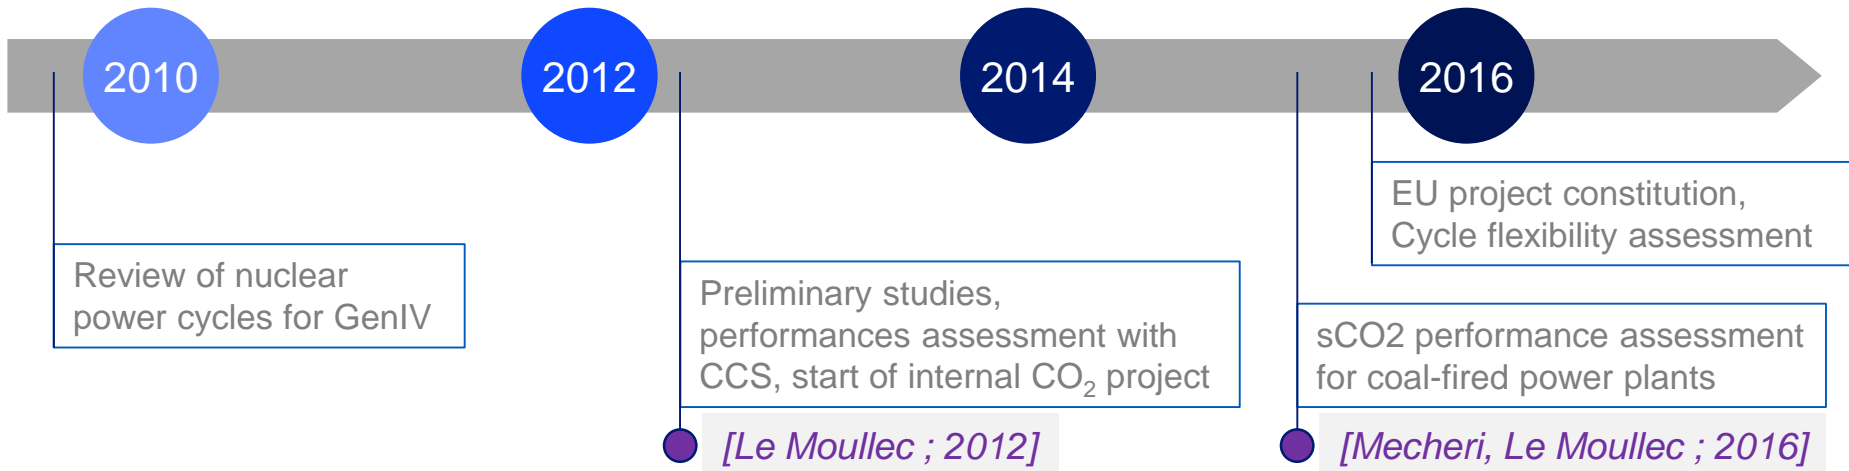 2010
2012
2014
2016
Review of nuclear
power cycles for GenIV
Preliminary studies,
performances assessment with
CCS, start of internal CO₂ project
[Le Moullec ; 2012]
EU project constitution,
Cycle flexibility assessment
sCO2 performance assessment
for coal-fired power plants
[Mecheri, Le Moullec ; 2016]